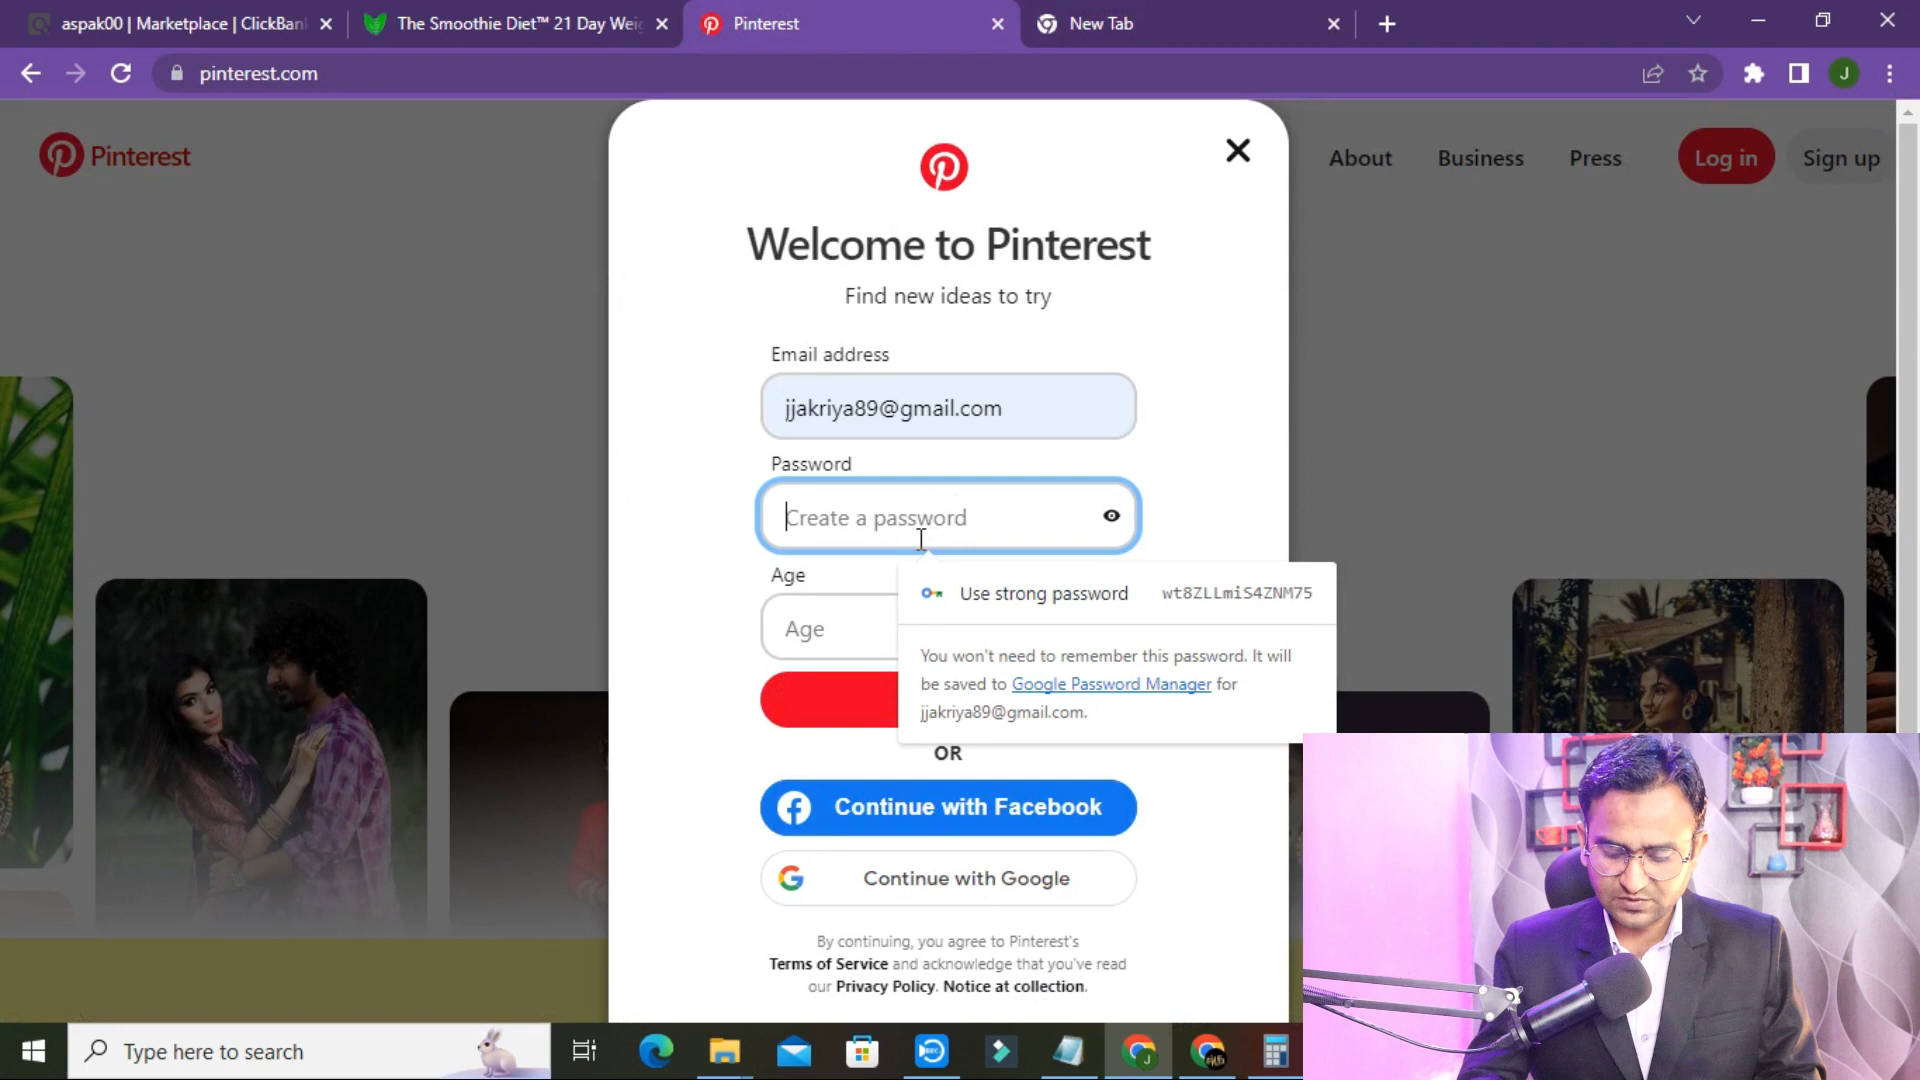 aspak00 | Marketplace | ClickBan
The Smoothie Diet™ 21 Day Wei
Pinterest
New Tab
pinterest.com
J
Pinterest
About
Business
Press
Log in
Sign up
Welcome to Pinterest
Find new ideas to try
Email address
jjakriya89@gmail.com
Password
Create a password
Use strong password wt8ZLLmiS4ZNM75
You won't need to remember this password. It will
be saved to Google Password Manager for
jjakriya89@gmail.com.
Age
Age
OR
Continue with Facebook
Continue with Google
By continuing, you agree to Pinterest's
Terms of Service and acknowledge that you've read
our Privacy Policy. Notice at collection.
Type here to search
REC
J